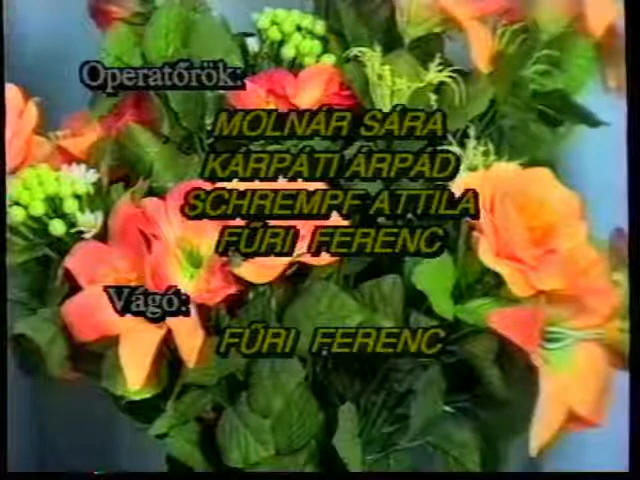 Operatőrök:
MOLNÁR SÁRA
KÁRPÁTI ÁRPÁD
SCHREMPF ATTILA
FŰRI FERENC
Vágó:
FŰRI FERENC